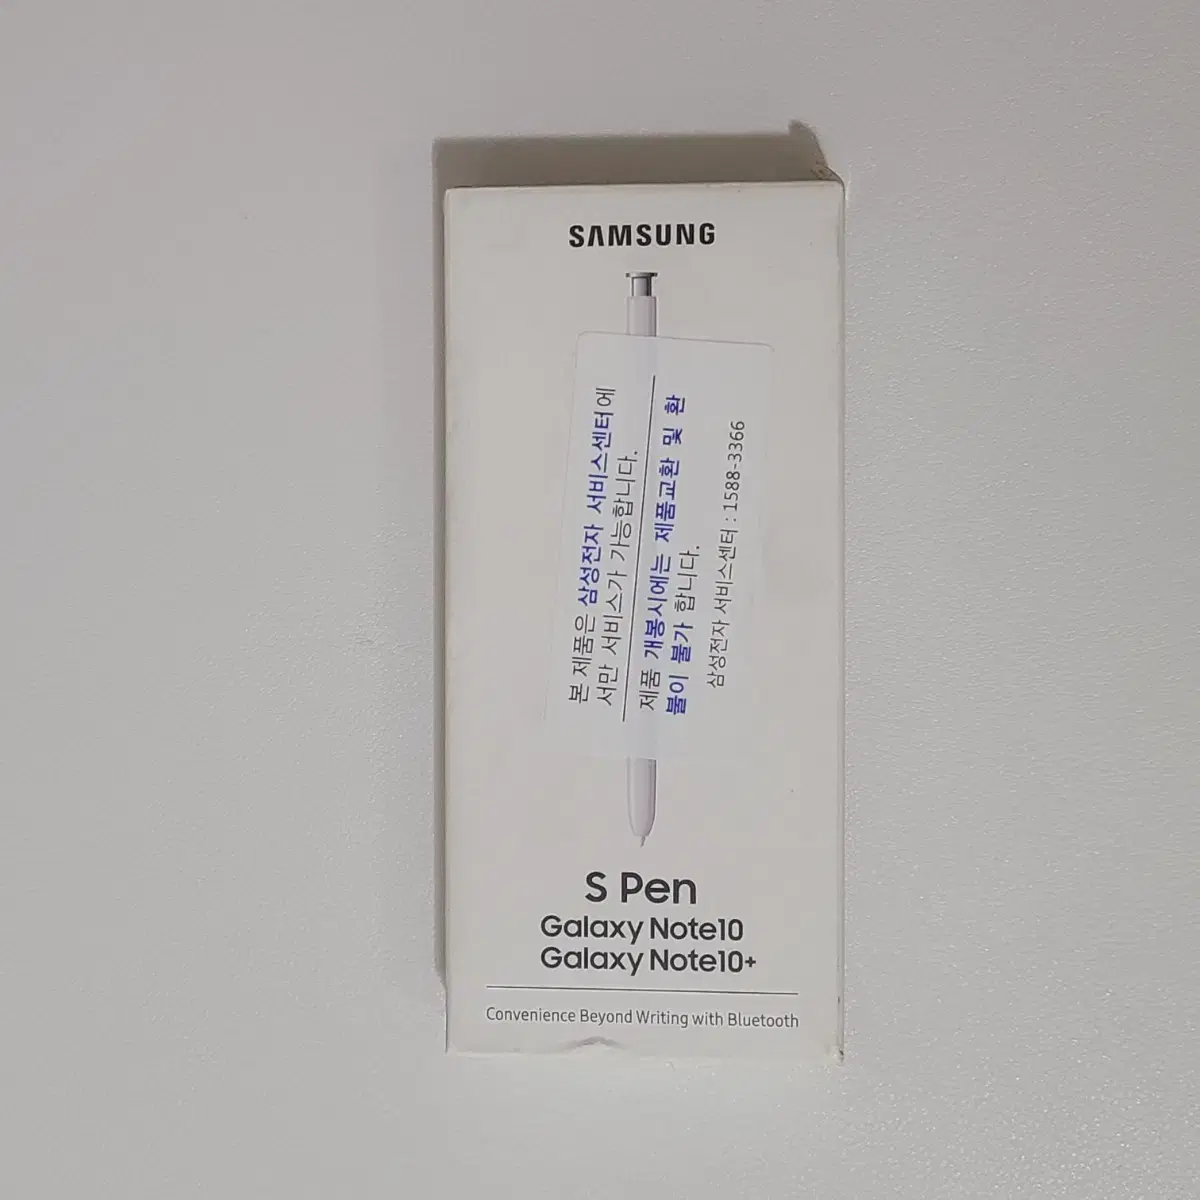 SAMSUNG
본 제품은 삼성전자 서비스센터에
서만 서비스가 가능합니다.
제품 개봉시에는 제품교환 및 환
불이 불가 합니다.
삼성전자 서비스센터 : 1588-3366
S Pen
Galaxy Note10
Galaxy Note10+
Convenience Beyond Writing with Bluetooth